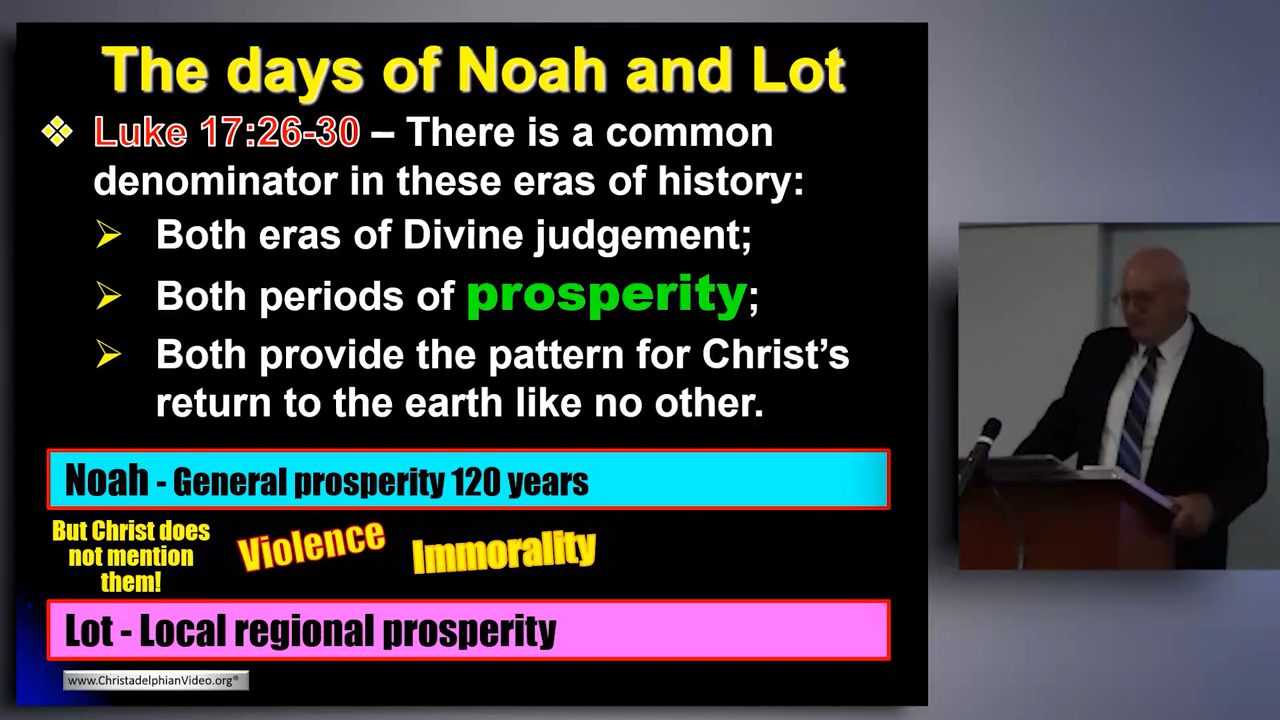 The days of Noah and Lot
Luke 17:26-30 – There is a common
denominator in these eras of history:
Both eras of Divine judgement;
Both periods of prosperity;
Both provide the pattern for Christ’s
return to the earth like no other.
Noah - General prosperity 120 years
But Christ does
not mention
them!
Violence
Immorality
Lot - Local regional prosperity
www.ChristadelphianVideo.org®